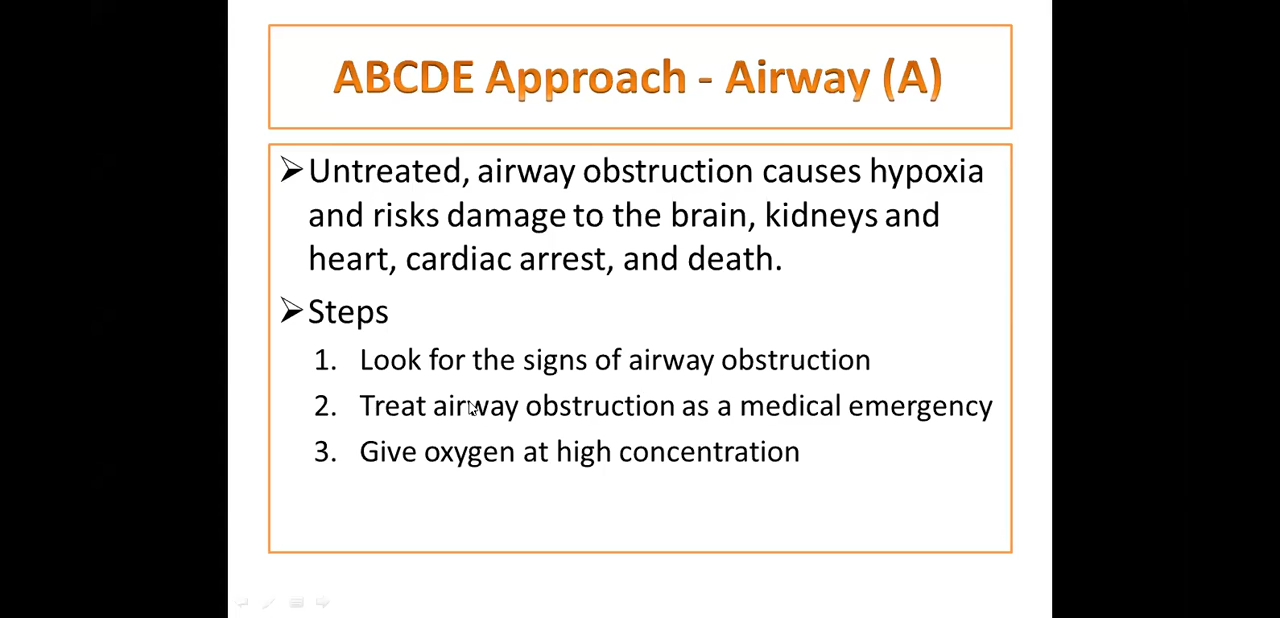 ABCDE Approach - Airway (A)
Untreated, airway obstruction causes hypoxia
and risks damage to the brain, kidneys and
heart, cardiac arrest, and death.
Steps
1. Look for the signs of airway obstruction
2. Treat airway obstruction as a medical emergency
3. Give oxygen at high concentration